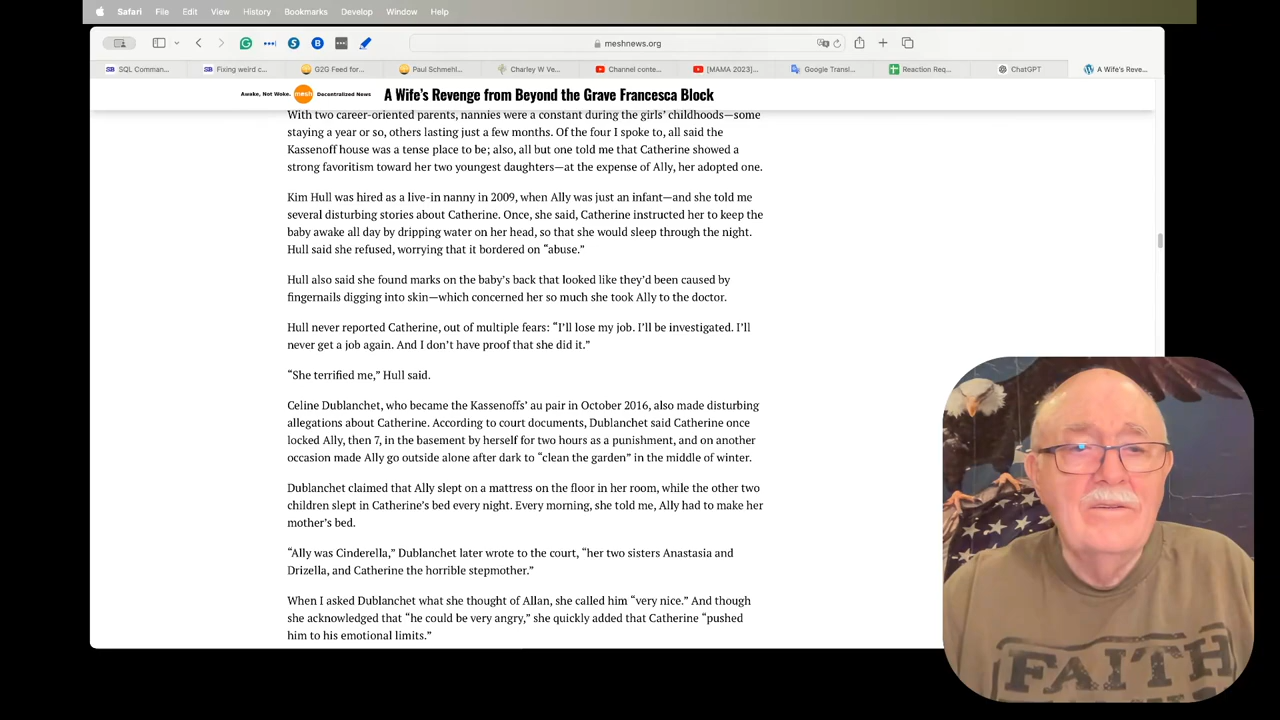 Safari File Edit View History Bookmarks Develop Window Help
meshnews.org
SQL Comman... Fixing weird c... G2G Feed for... Paul Schmehl... Charley W Ve... Channel conte... [MAMA 2023]... Google Transl... Reaction Req... ChatGPT A Wife's Reve...
Awake, Not Woke. mesh Decentralized News A Wife's Revenge from Beyond the Grave Francesca Block
With two career-oriented parents, nannies were a constant during the girls' childhoods—some
staying a year or so, others lasting just a few months. Of the four I spoke to, all said the
Kassenoff house was a tense place to be; also, all but one told me that Catherine showed a
strong favoritism toward her two youngest daughters—at the expense of Ally, her adopted one.
Kim Hull was hired as a live-in nanny in 2009, when Ally was just an infant—and she told me
several disturbing stories about Catherine. Once, she said, Catherine instructed her to keep the
baby awake all day by dripping water on her head, so that she would sleep through the night.
Hull said she refused, worrying that it bordered on “abuse.”
Hull also said she found marks on the baby's back that looked like they'd been caused by
fingernails digging into skin—which concerned her so much she took Ally to the doctor.
Hull never reported Catherine, out of multiple fears: “I'll lose my job. I'll be investigated. I'll
never get a job again. And I don't have proof that she did it.”
“She terrified me,” Hull said.
Celine Dublanchet, who became the Kassenoffs' au pair in October 2016, also made disturbing
allegations about Catherine. According to court documents, Dublanchet said Catherine once
locked Ally, then 7, in the basement by herself for two hours as a punishment, and on another
occasion made Ally go outside alone after dark to “clean the garden” in the middle of winter.
Dublanchet claimed that Ally slept on a mattress on the floor in her room, while the other two
children slept in Catherine's bed every night. Every morning, she told me, Ally had to make her
mother's bed.
“Ally was Cinderella,” Dublanchet later wrote to the court, “her two sisters Anastasia and
Drizella, and Catherine the horrible stepmother.”
When I asked Dublanchet what she thought of Allan, she called him “very nice.” And though
she acknowledged that “he could be very angry,” she quickly added that Catherine “pushed
him to his emotional limits.”
FAITH